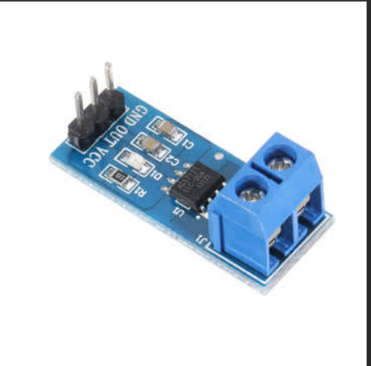 GND OUT VCC
C1
C2
D1
R1
U5
J1